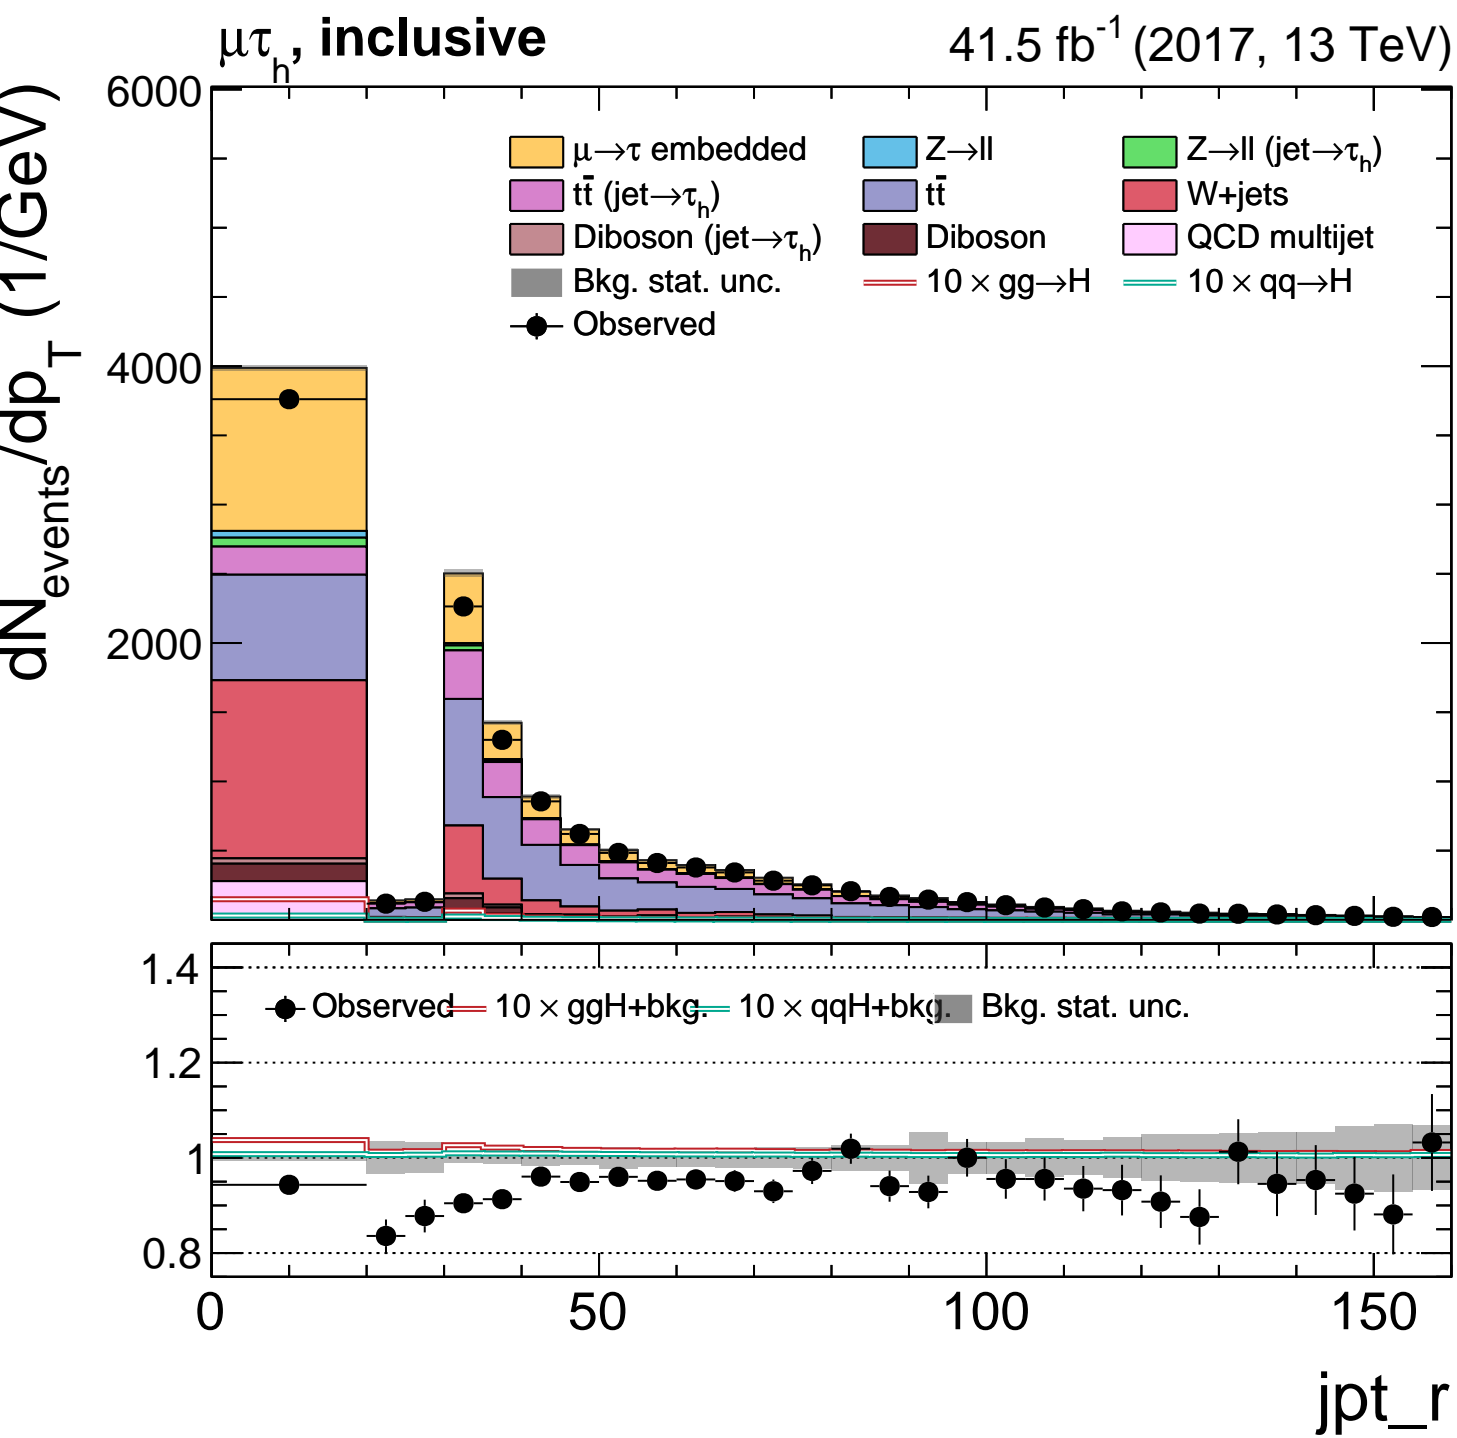 μτh, inclusive
41.5 fb-1 (2017, 13 TeV)
dNevents/dpT (1/GeV)
6000
4000
2000
μ→τ embedded
Z→ll
Z→ll (jet→τh)
tt̄ (jet→τh)
tt̄
W+jets
Diboson (jet→τh)
Diboson
QCD multijet
Bkg. stat. unc.
10 × gg→H
10 × qq→H
Observed
1.4
1.2
1
0.8
Observed
10 × ggH+bkg.
10 × qqH+bkg.
Bkg. stat. unc.
0
50
100
150
jpt_r